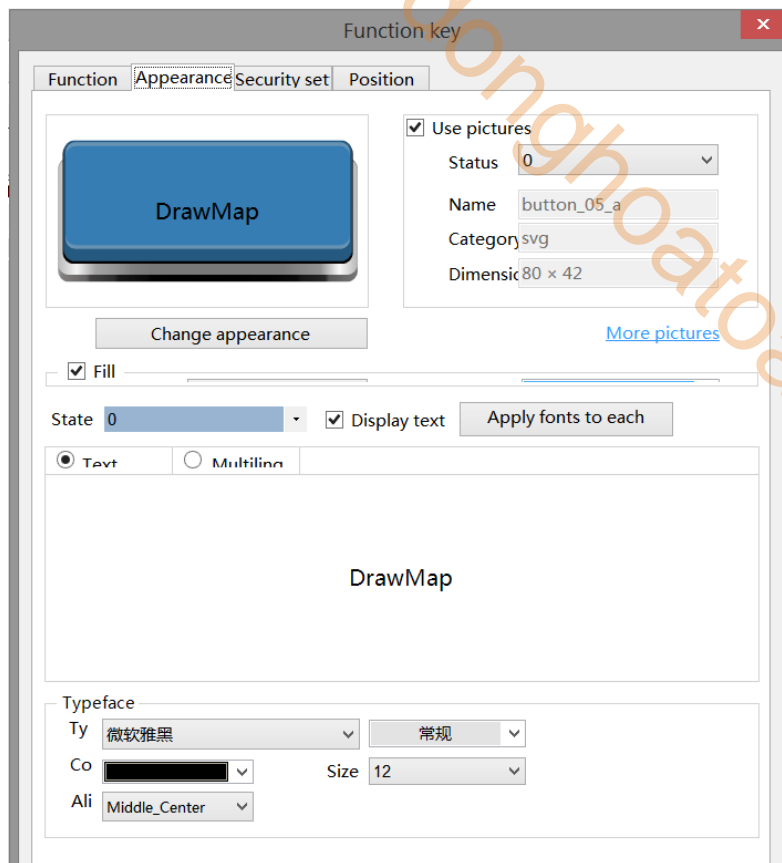 Function key
Function Appearance Security set Position
DrawMap
Use pictures
Status 0
Name button_05_a
Category svg
Dimensic 80 × 42
Change appearance
More pictures
Fill
State 0 Display text Apply fonts to each
Text Multiling
DrawMap
Typeface
Ty 微软雅黑 常规
Co Size 12
Ali Middle_Center
donghoatoa